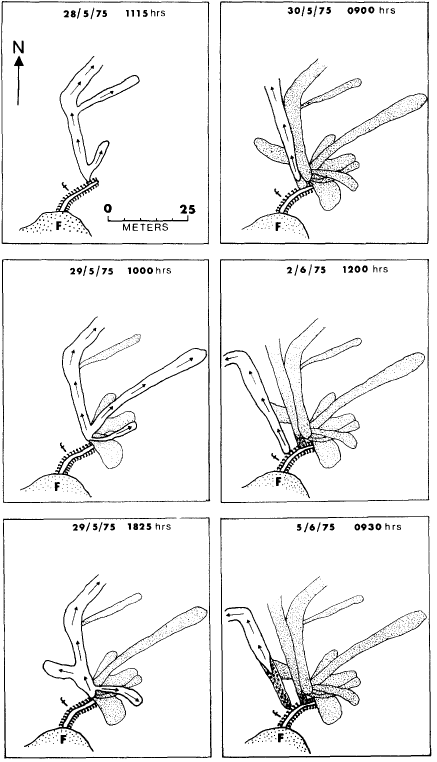 28/5/75 1115 hrs
N
f
F
0 25
METERS
30/5/75 0900 hrs
f
F
29/5/75 1000 hrs
f
F
2/6/75 1200 hrs
f
F
29/5/75 1825 hrs
f
F
5/6/75 0930 hrs
f
F